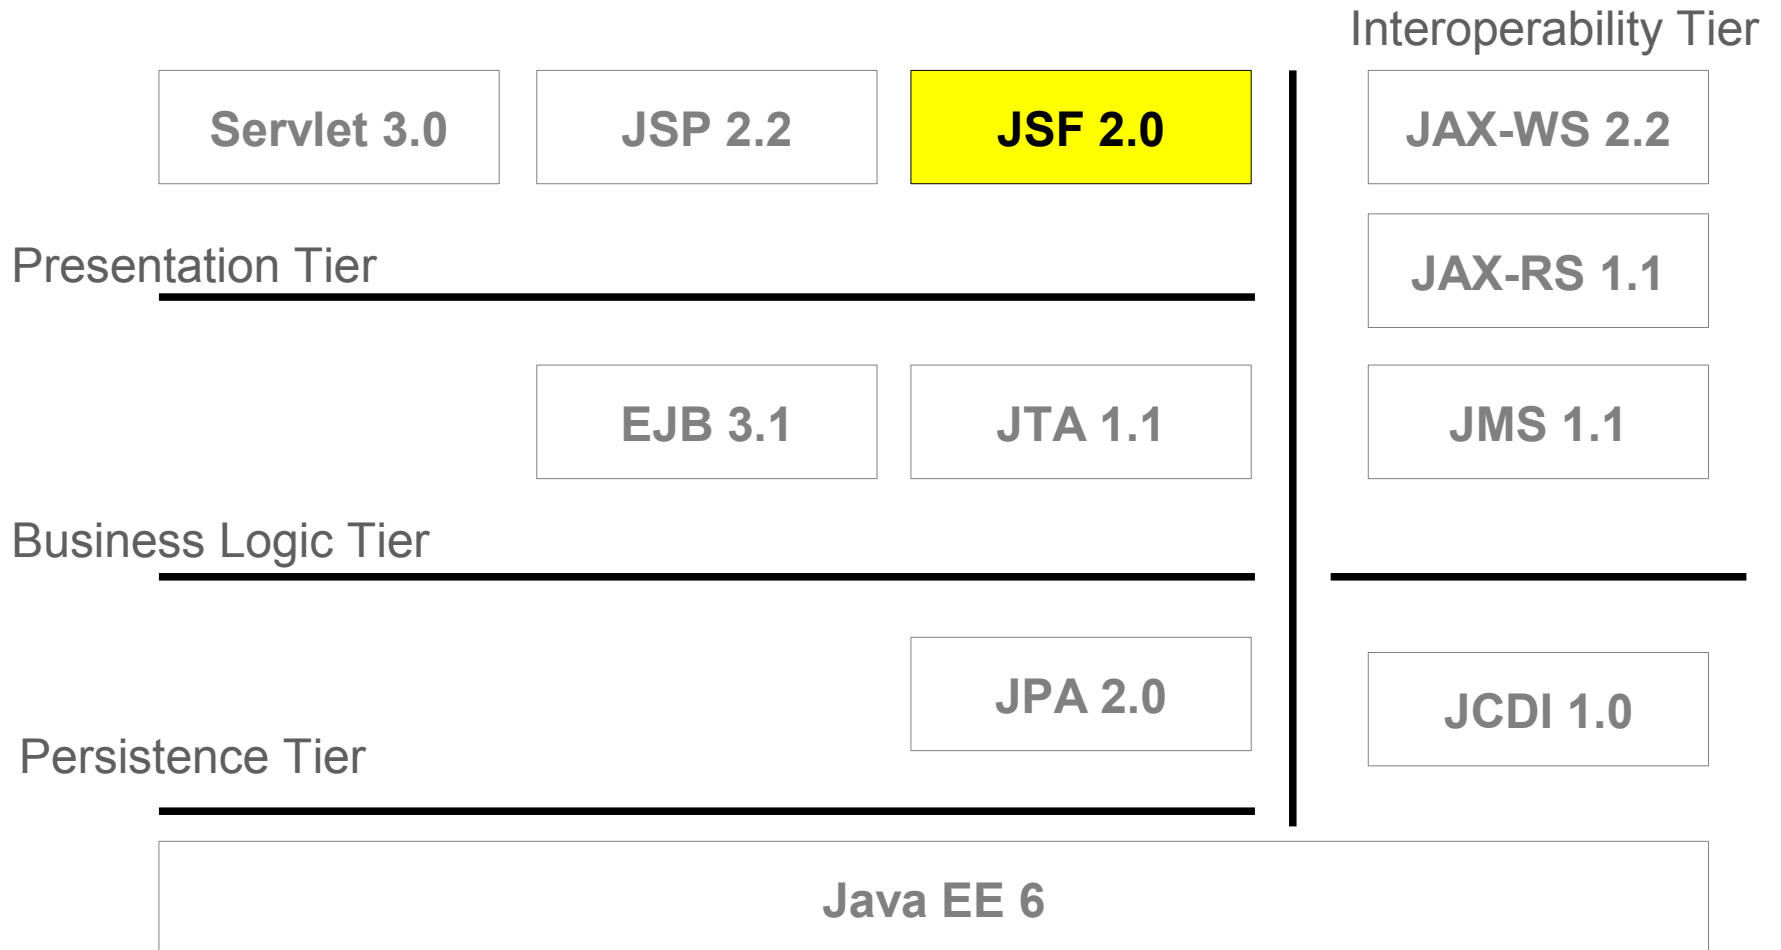 Interoperability Tier
Servlet 3.0
JSP 2.2
JSF 2.0
JAX-WS 2.2
Presentation Tier
JAX-RS 1.1
EJB 3.1
JTA 1.1
JMS 1.1
Business Logic Tier
JPA 2.0
JCDI 1.0
Persistence Tier
Java EE 6